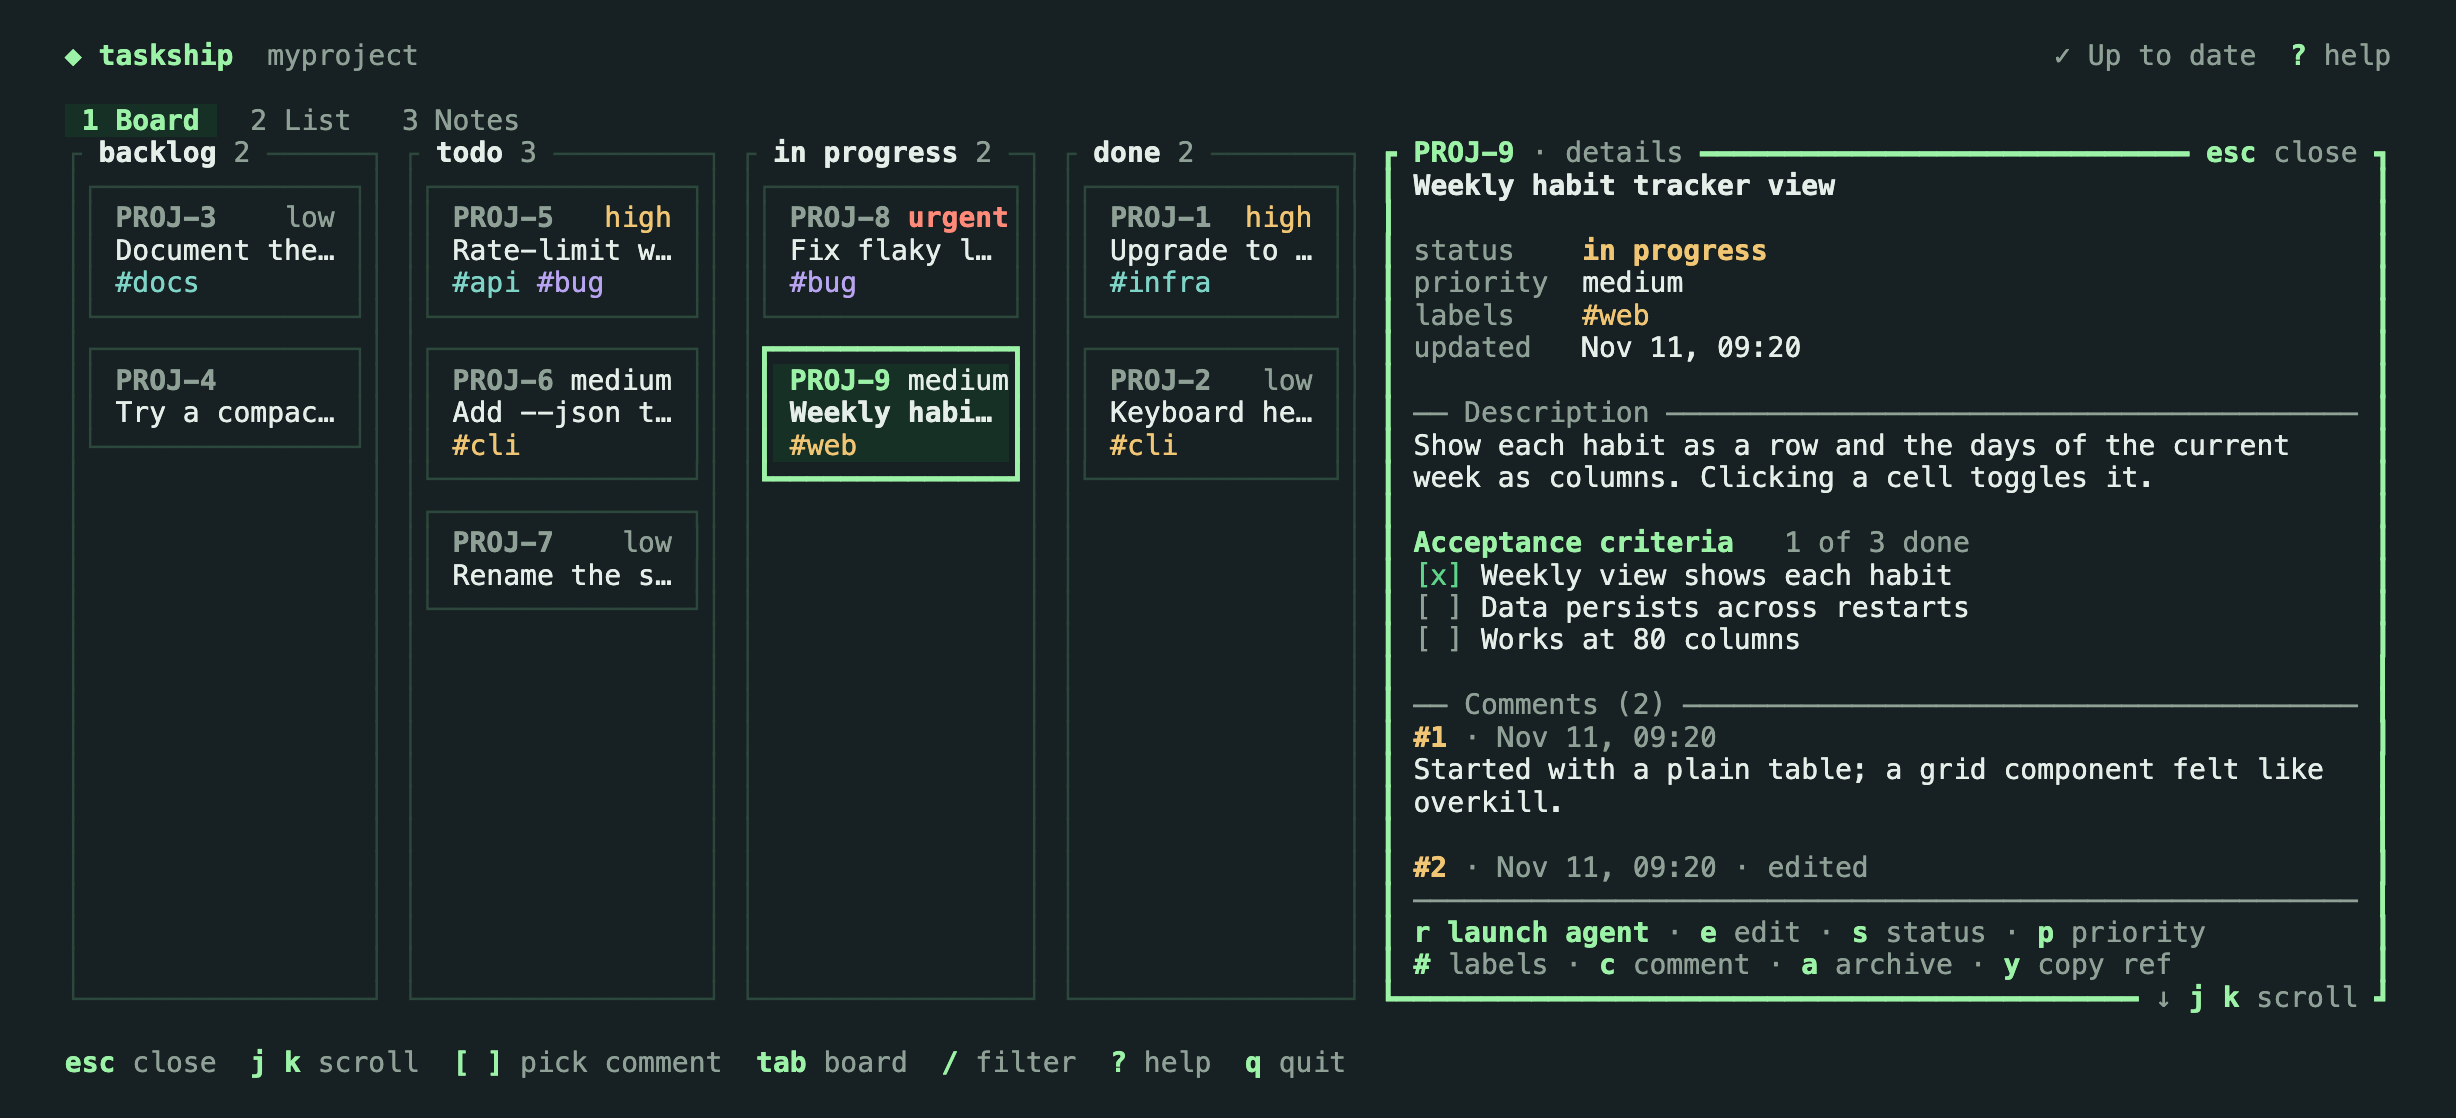 ◆ taskship myproject ✓ Up to date ? help
1 Board 2 List 3 Notes
backlog 2
PROJ-3 low
Document the…
#docs
PROJ-4
Try a compac…
todo 3
PROJ-5 high
Rate-limit w…
#api #bug
PROJ-6 medium
Add --json t…
#cli
PROJ-7 low
Rename the s…
in progress 2
PROJ-8 urgent
Fix flaky l…
#bug
PROJ-9 medium
Weekly habi…
#web
done 2
PROJ-1 high
Upgrade to …
#infra
PROJ-2 low
Keyboard he…
#cli
PROJ-9 · details esc close
Weekly habit tracker view
status in progress
priority medium
labels #web
updated Nov 11, 09:20
Description
Show each habit as a row and the days of the current
week as columns. Clicking a cell toggles it.
Acceptance criteria 1 of 3 done
[x] Weekly view shows each habit
[ ] Data persists across restarts
[ ] Works at 80 columns
Comments (2)
#1 · Nov 11, 09:20
Started with a plain table; a grid component felt like
overkill.
#2 · Nov 11, 09:20 · edited
r launch agent · e edit · s status · p priority
# labels · c comment · a archive · y copy ref
↓ j k scroll
esc close j k scroll [ ] pick comment tab board / filter ? help q quit